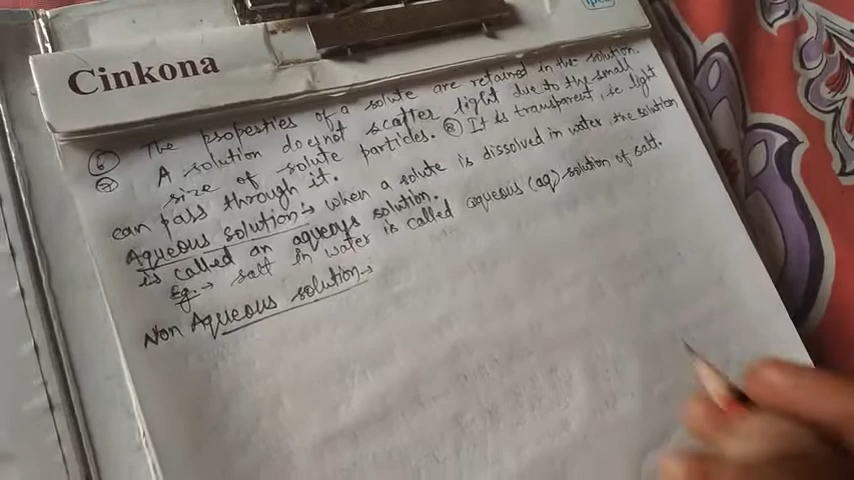 Cinkona
⑥ The properties of a solute are retained in the solution.
⑦ A solution does not scatter light due to the small
size of solute particles. ⑧ It is transparent, ie light
can pass through it.
Aqueous solution:→ when a solute is dissolved in water, the solution
is called an aqueous solution.
Eg.→ salt in water is called aqueous (aq) solution of salt.
Non Aqueous solution→